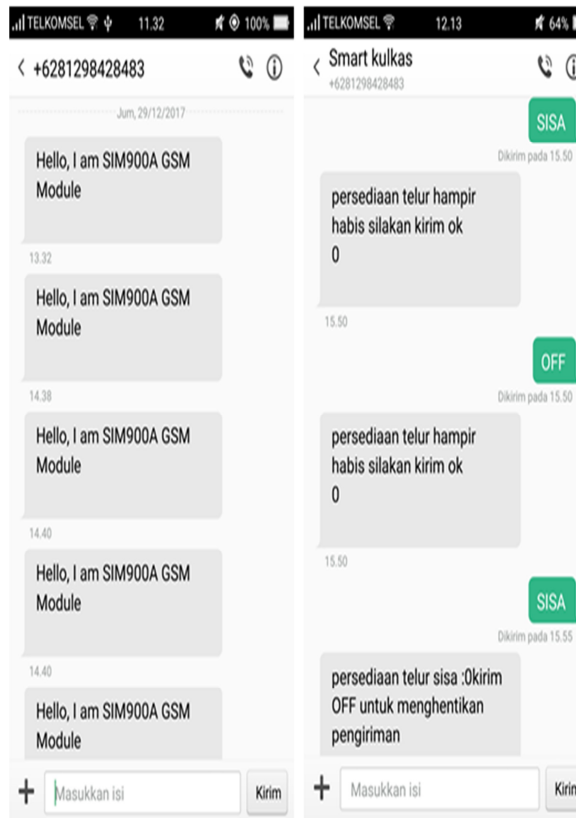 TELKOMSEL 11.32 100%
+6281298428483
Jum, 29/12/2017
Hello, I am SIM900A GSM
Module
13.32
Hello, I am SIM900A GSM
Module
14.38
Hello, I am SIM900A GSM
Module
14.40
Hello, I am SIM900A GSM
Module
14.40
Hello, I am SIM900A GSM
Module
Masukkan isi
Kirim
TELKOMSEL 12.13 64%
Smart kulkas
+6281298428483
SISA
Dikirim pada 15.50
persediaan telur hampir
habis silakan kirim ok
0
15.50
OFF
Dikirim pada 15.50
persediaan telur hampir
habis silakan kirim ok
0
15.50
SISA
Dikirim pada 15.55
persediaan telur sisa :0kirim
OFF untuk menghentikan
pengiriman
Masukkan isi
Kirim